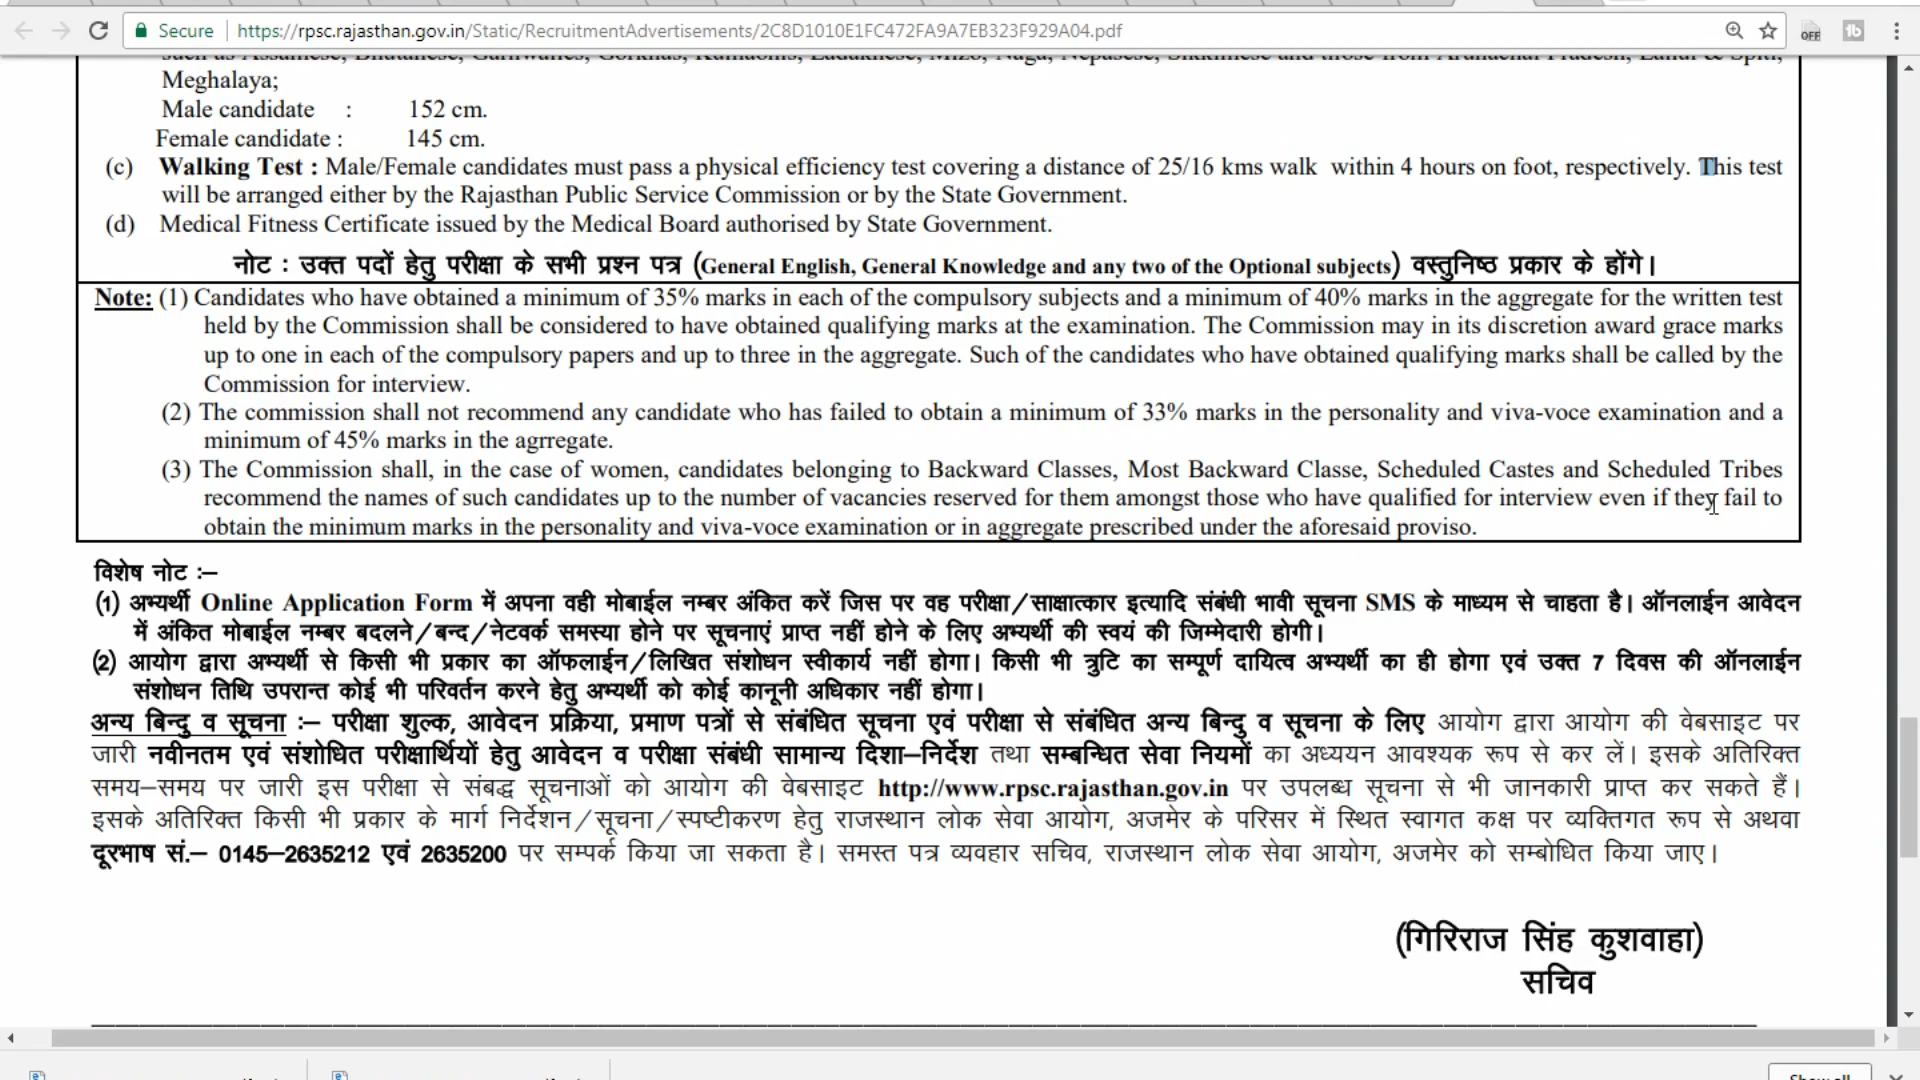 Secure https://rpsc.rajasthan.gov.in/Static/RecruitmentAdvertisements/2C8D1010E1FC472FA9A7EB323F929A04.pdf
OFF
such as Assamese, Bhutanese, Garhwalies, Gorkhas, Kumaonis, Ladakhese, Mizo, Naga, Nepasese, Sikkimese and those from Arunachal Pradesh, Lahul & Spiti,
Meghalaya;
Male candidate : 152 cm.
Female candidate : 145 cm.
(c) Walking Test : Male/Female candidates must pass a physical efficiency test covering a distance of 25/16 kms walk within 4 hours on foot, respectively. This test
will be arranged either by the Rajasthan Public Service Commission or by the State Government.
(d) Medical Fitness Certificate issued by the Medical Board authorised by State Government.
नोट : उक्त पदों हेतु परीक्षा के सभी प्रश्न पत्र (General English, General Knowledge and any two of the Optional subjects) वस्तुनिष्ठ प्रकार के होंगे।
Note: (1) Candidates who have obtained a minimum of 35% marks in each of the compulsory subjects and a minimum of 40% marks in the aggregate for the written test
held by the Commission shall be considered to have obtained qualifying marks at the examination. The Commission may in its discretion award grace marks
up to one in each of the compulsory papers and up to three in the aggregate. Such of the candidates who have obtained qualifying marks shall be called by the
Commission for interview.
(2) The commission shall not recommend any candidate who has failed to obtain a minimum of 33% marks in the personality and viva-voce examination and a
minimum of 45% marks in the agrregate.
(3) The Commission shall, in the case of women, candidates belonging to Backward Classes, Most Backward Classe, Scheduled Castes and Scheduled Tribes
recommend the names of such candidates up to the number of vacancies reserved for them amongst those who have qualified for interview even if they fail to
obtain the minimum marks in the personality and viva-voce examination or in aggregate prescribed under the aforesaid proviso.
विशेष नोट :–
(1) अभ्यर्थी Online Application Form में अपना वही मोबाईल नम्बर अंकित करें जिस पर वह परीक्षा/साक्षात्कार इत्यादि संबंधी भावी सूचना SMS के माध्यम से चाहता है। ऑनलाईन आवेदन
में अंकित मोबाईल नम्बर बदलने/बन्द/नेटवर्क समस्या होने पर सूचनाएं प्राप्त नहीं होने के लिए अभ्यर्थी की स्वयं की जिम्मेदारी होगी।
(2) आयोग द्वारा अभ्यर्थी से किसी भी प्रकार का ऑफलाईन/लिखित संशोधन स्वीकार्य नहीं होगा। किसी भी त्रुटि का सम्पूर्ण दायित्व अभ्यर्थी का ही होगा एवं उक्त 7 दिवस की ऑनलाईन
संशोधन तिथि उपरान्त कोई भी परिवर्तन करने हेतु अभ्यर्थी को कोई कानूनी अधिकार नहीं होगा।
अन्य बिन्दु व सूचना :– परीक्षा शुल्क, आवेदन प्रक्रिया, प्रमाण पत्रों से संबंधित सूचना एवं परीक्षा से संबंधित अन्य बिन्दु व सूचना के लिए आयोग द्वारा आयोग की वेबसाइट पर
जारी नवीनतम एवं संशोधित परीक्षार्थियों हेतु आवेदन व परीक्षा संबंधी सामान्य दिशा–निर्देश तथा सम्बन्धित सेवा नियमों का अध्ययन आवश्यक रूप से कर लें। इसके अतिरिक्त
समय–समय पर जारी इस परीक्षा से संबद्ध सूचनाओं को आयोग की वेबसाइट http://www.rpsc.rajasthan.gov.in पर उपलब्ध सूचना से भी जानकारी प्राप्त कर सकते हैं।
इसके अतिरिक्त किसी भी प्रकार के मार्ग निर्देशन/सूचना/स्पष्टीकरण हेतु राजस्थान लोक सेवा आयोग, अजमेर के परिसर में स्थित स्वागत कक्ष पर व्यक्तिगत रूप से अथवा
दूरभाष सं.– 0145–2635212 एवं 2635200 पर सम्पर्क किया जा सकता है। समस्त पत्र व्यवहार सचिव, राजस्थान लोक सेवा आयोग, अजमेर को सम्बोधित किया जाए।
(गिरिराज सिंह कुशवाहा)
सचिव
Show all